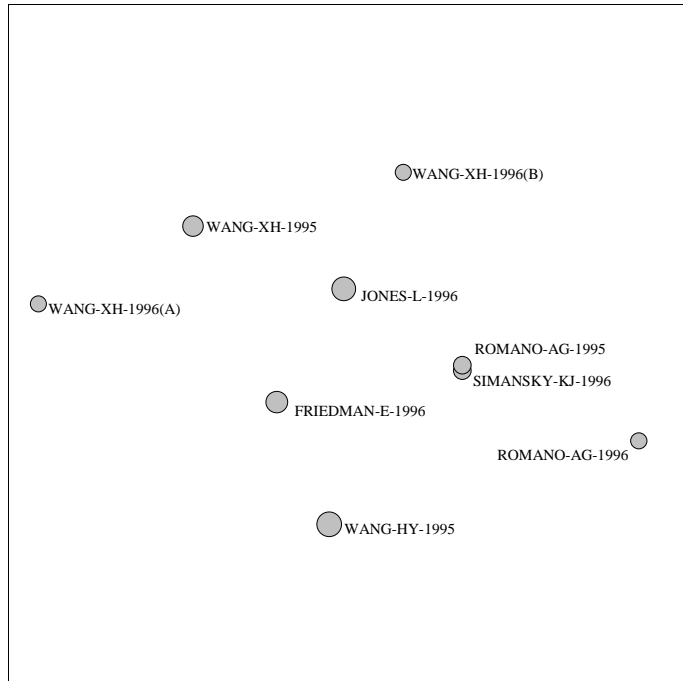 WANG-XH-1996(B)
WANG-XH-1995
JONES-L-1996
WANG-XH-1996(A)
ROMANO-AG-1995
SIMANSKY-KJ-1996
FRIEDMAN-E-1996
ROMANO-AG-1996
WANG-HY-1995